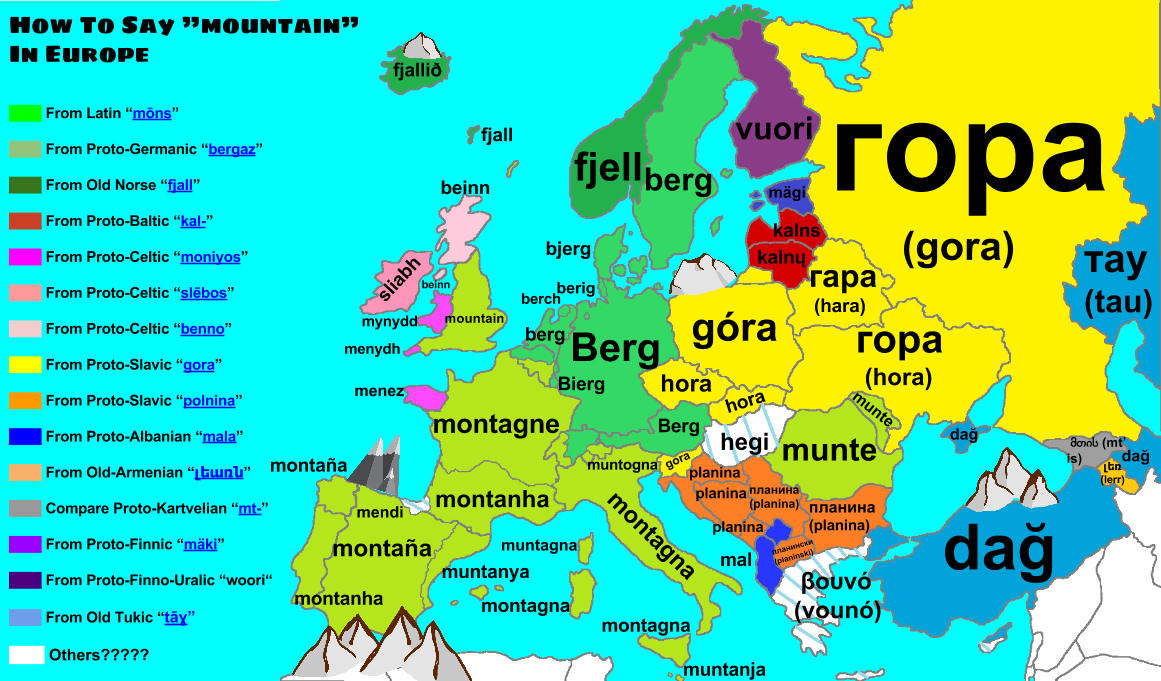 How To Say ”mountain”
In Europe
From Latin “mōns”
From Proto-Germanic “bergaz”
From Old Norse “fjall”
From Proto-Baltic “kal-”
From Proto-Celtic “moniyos”
From Proto-Celtic “slēbos”
From Proto-Celtic “benno”
From Proto-Slavic “gora”
From Proto-Slavic “polnina”
From Proto-Albanian “mala”
From Old-Armenian “լեառն”
Compare Proto-Kartvelian “mt-”
From Proto-Finnic “mäki”
From Proto-Finno-Uralic “woori“
From Old Tukic “tāɣ”
Others?????
fjallið
fjall
beinn
sliabh
beinn
mynydd
mountain
menydh
menez
fjell
berg
vuori
mägi
kalns
kalnų
bjerg
berig
berch
berg
Berg
Bierg
Berg
гора
(gora)
тау
(tau)
гара
(hara)
góra
гора
(hora)
hora
hora
munte
munte
hegi
montagne
montaña
montanha
mendi
montaña
montanha
muntogna
gora
planina
planina
planina
планина
(planina)
планина
(planina)
планински
(planinski)
mal
βουνό
(vounó)
montagna
muntagna
muntanya
montagna
montagna
muntanja
dağ
dağ
dağ
მთის (mt’
is)
լեռ
(lerr)